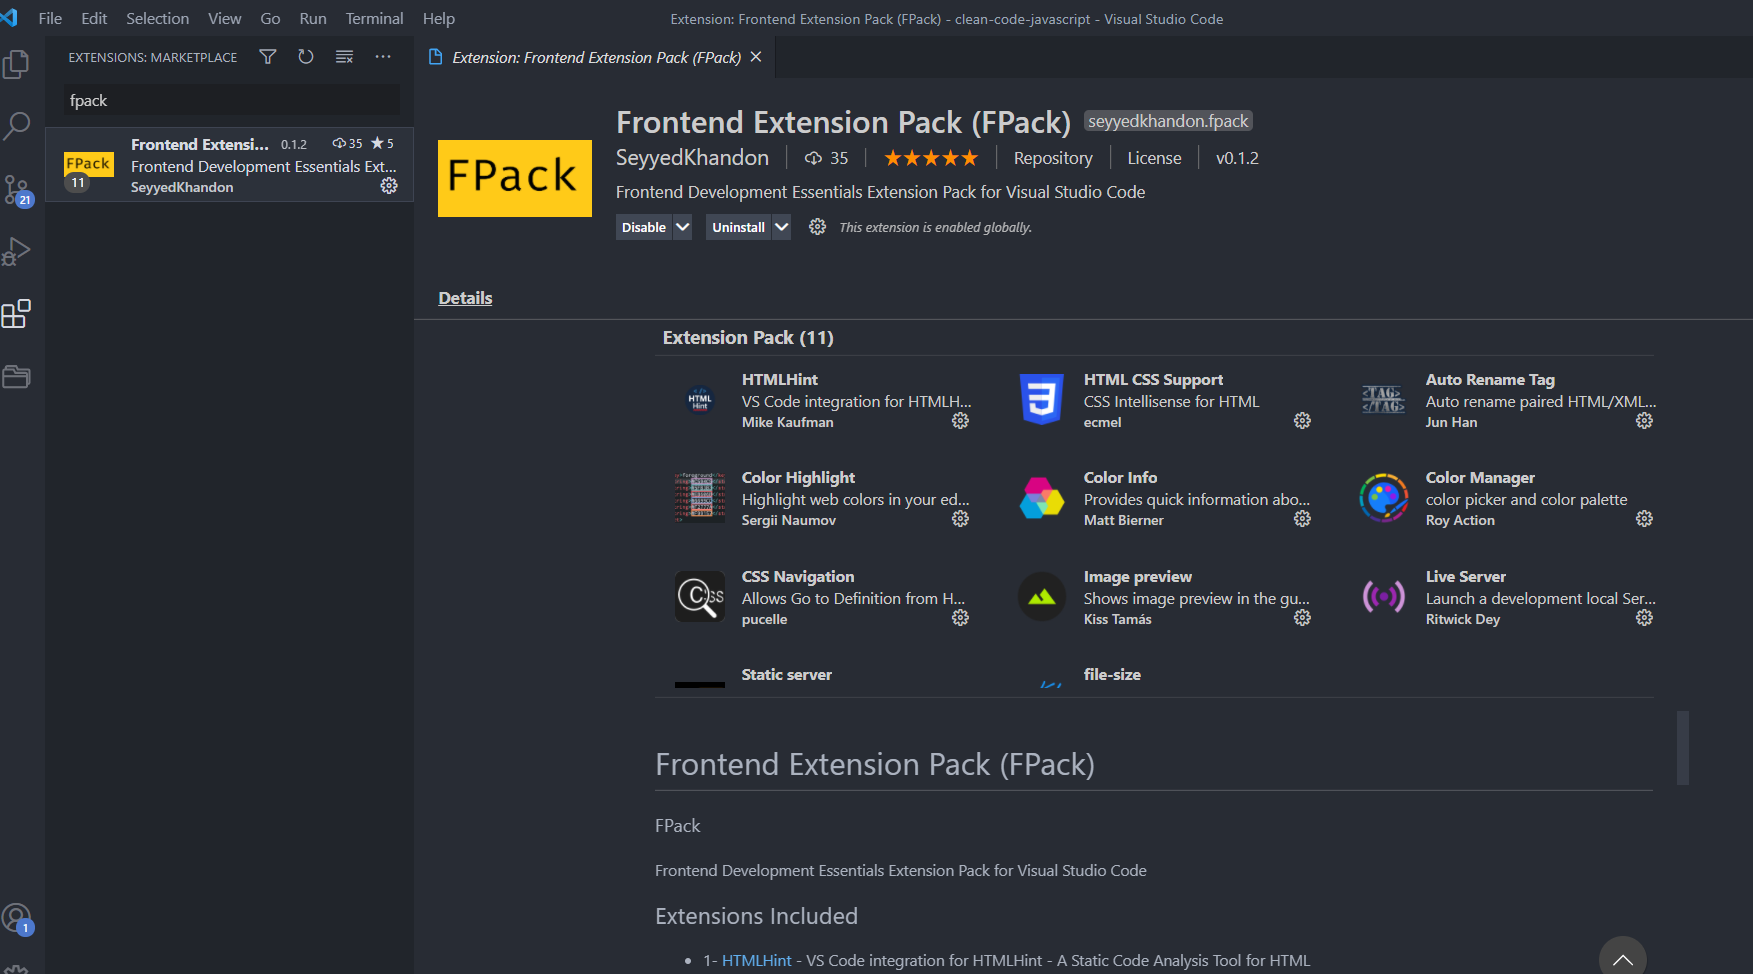 File Edit Selection View Go Run Terminal Help
Extension: Frontend Extension Pack (FPack) - clean-code-javascript - Visual Studio Code
EXTENSIONS: MARKETPLACE
Extension: Frontend Extension Pack (FPack)
fpack
FPack
11
Frontend Extensi... 0.1.2 35 5
Frontend Development Essentials Ext...
SeyyedKhandon
21
1
FPack
Frontend Extension Pack (FPack) seyyedkhandon.fpack
SeyyedKhandon 35 Repository License v0.1.2
Frontend Development Essentials Extension Pack for Visual Studio Code
Disable Uninstall This extension is enabled globally.
Details
Extension Pack (11)
HTML
Hint
HTMLHint
VS Code integration for HTMLH...
Mike Kaufman
HTML CSS Support
CSS Intellisense for HTML
ecmel
<TAG>
</TAG>
Auto Rename Tag
Auto rename paired HTML/XML...
Jun Han
Color Highlight
Highlight web colors in your ed...
Sergii Naumov
Color Info
Provides quick information abo...
Matt Bierner
Color Manager
color picker and color palette
Roy Action
CSS
CSS Navigation
Allows Go to Definition from H...
pucelle
Image preview
Shows image preview in the gu...
Kiss Tamás
Live Server
Launch a development local Ser...
Ritwick Dey
Static server
file-size
Frontend Extension Pack (FPack)
FPack
Frontend Development Essentials Extension Pack for Visual Studio Code
Extensions Included
• 1- HTMLHint - VS Code integration for HTMLHint - A Static Code Analysis Tool for HTML